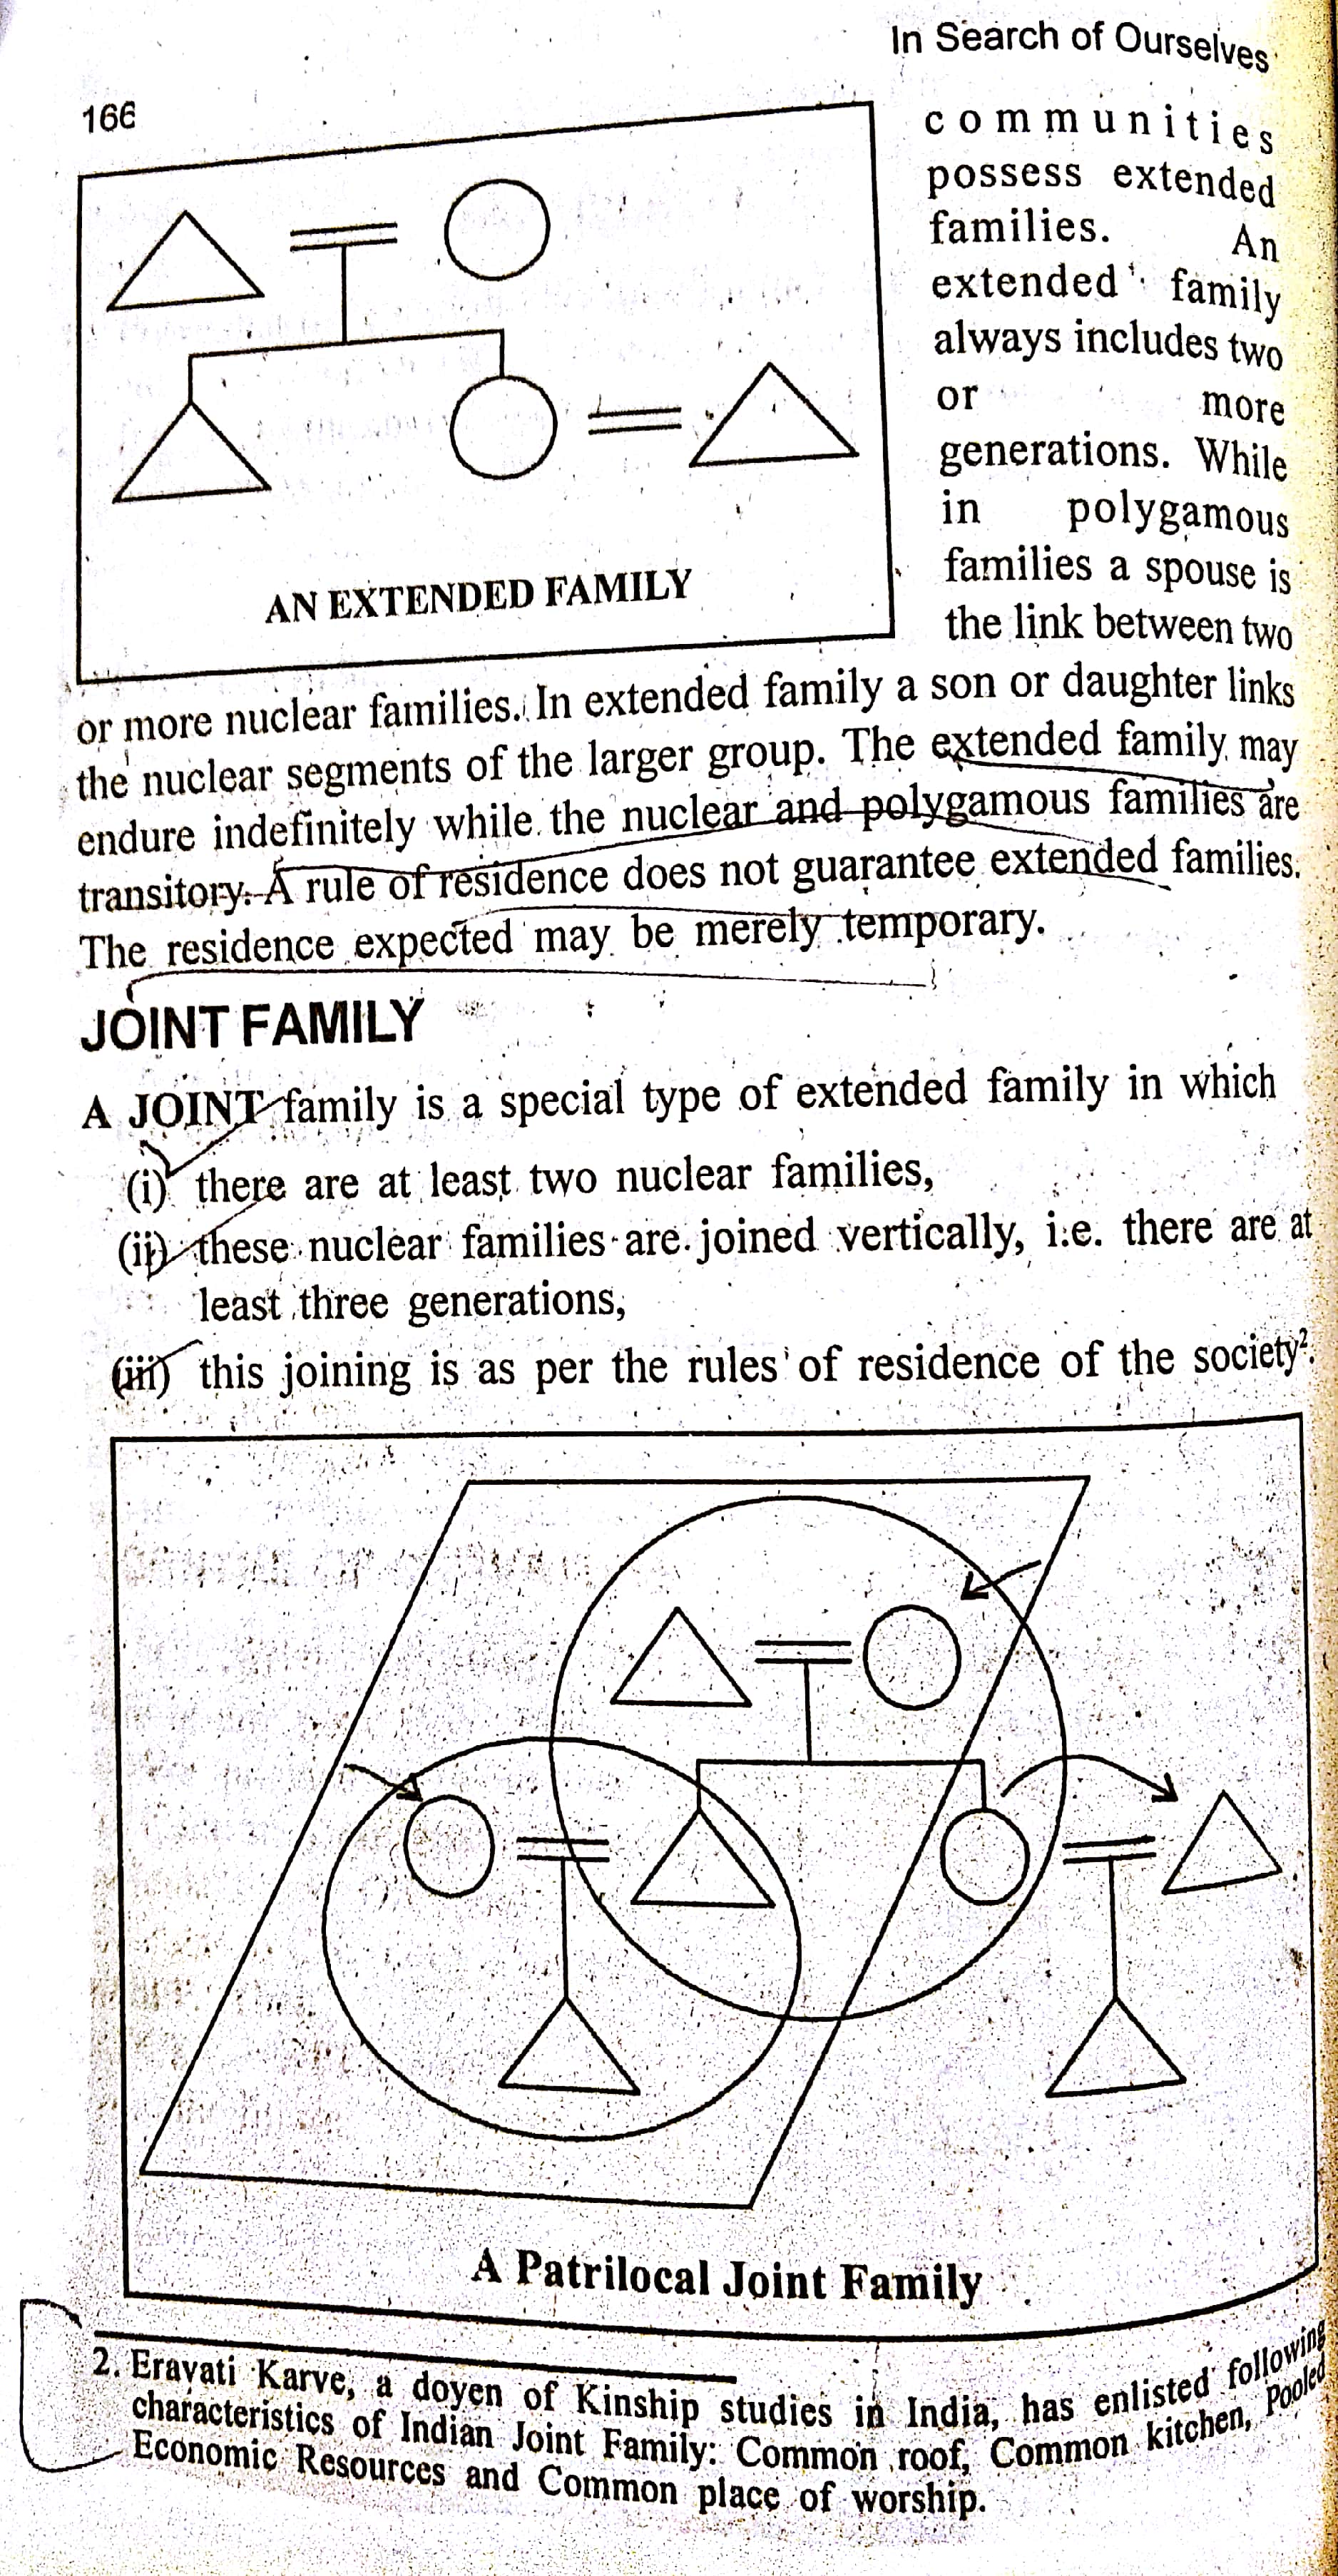 In Search of Ourselves
166
communities
possess extended
families. An
extended family
always includes two
or more
generations. While
in polygamous
families a spouse is
the link between two
AN EXTENDED FAMILY
or more nuclear families. In extended family a son or daughter links
the nuclear segments of the larger group. The extended family may
endure indefinitely while the nuclear and polygamous families are
transitory. A rule of residence does not guarantee extended families.
The residence expected may be merely temporary.
JOINT FAMILY
A JOINT family is a special type of extended family in which
(i) there are at least two nuclear families,
(ii) these nuclear families are joined vertically, i.e. there are at
least three generations,
(iii) this joining is as per the rules of residence of the society².
A Patrilocal Joint Family
2. Eravati Karve, a doyen of Kinship studies in India, has enlisted following
characteristics of Indian Joint Family: Common roof, Common kitchen, Pooled
Economic Resources and Common place of worship.